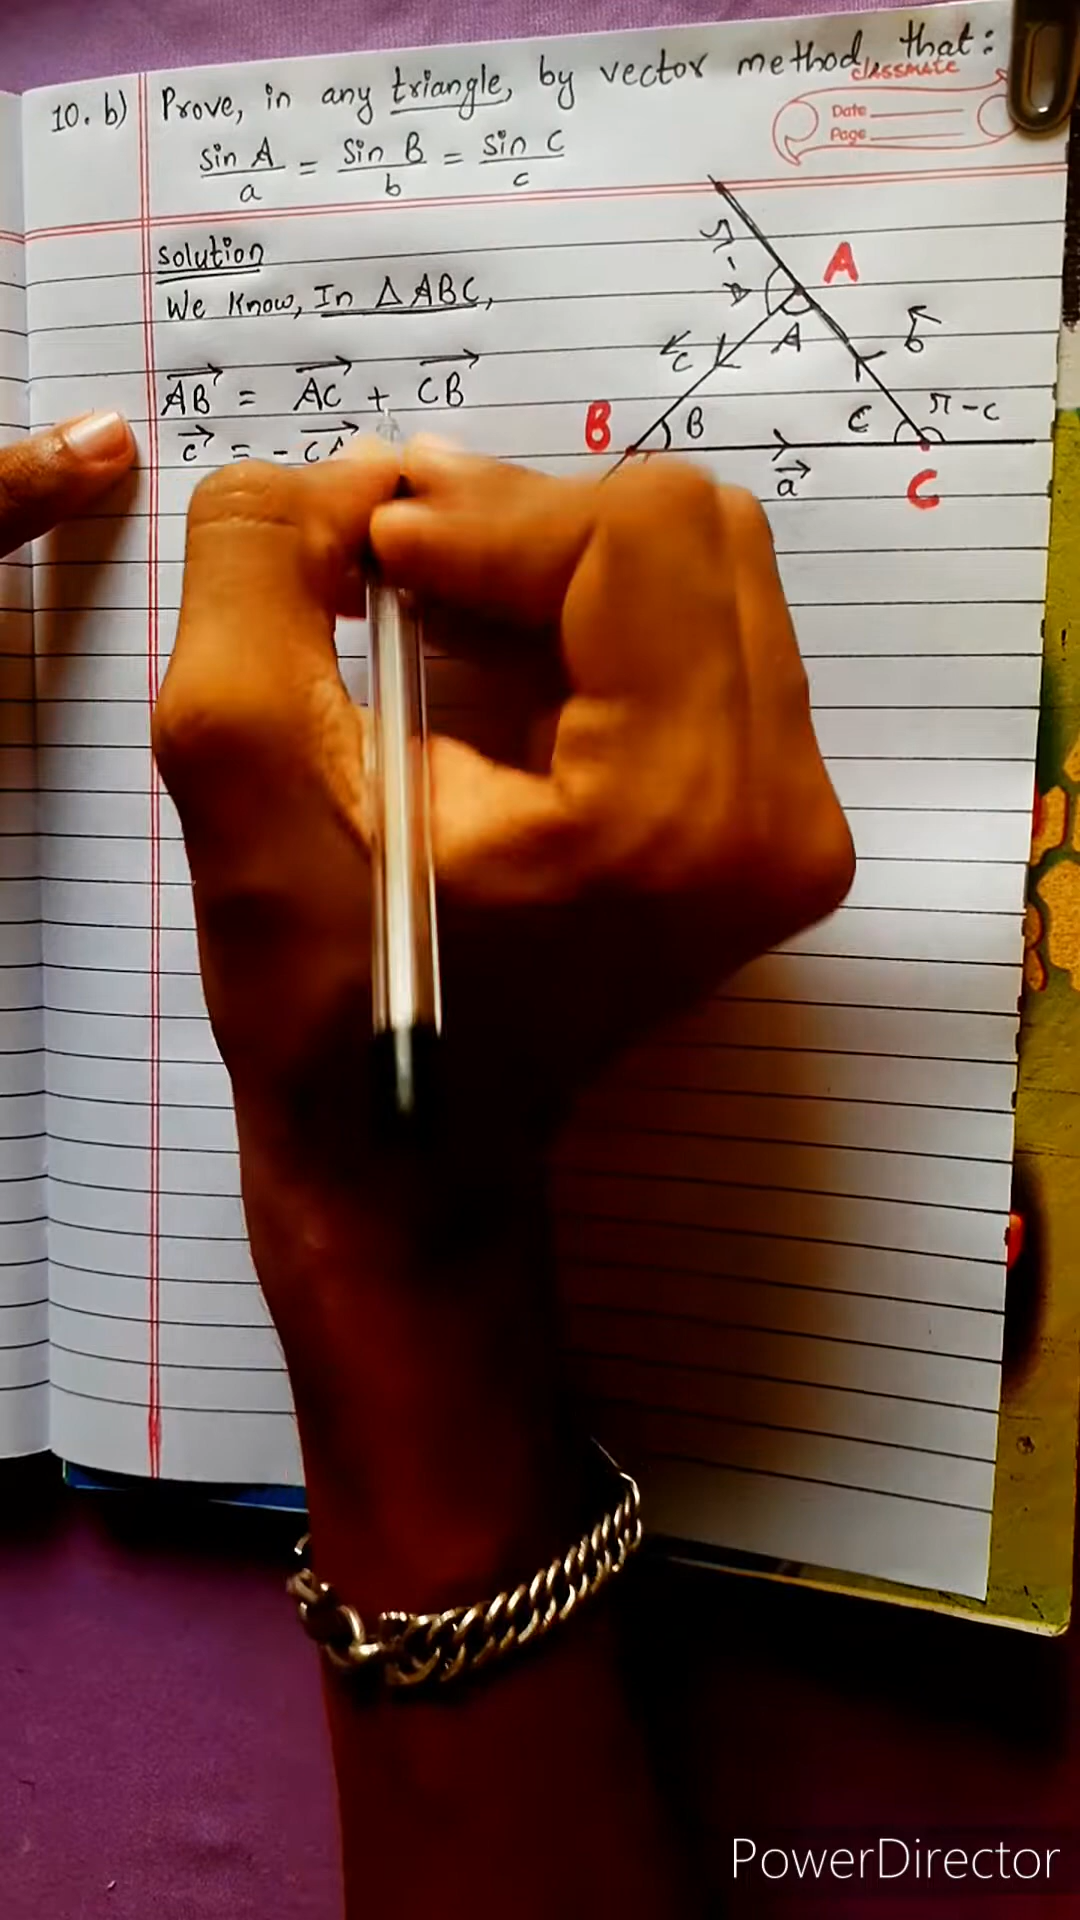 10. b) Prove, in any triangle, by vector method, that:
classmate
Date
Page
sin A/a = Sin B/b = Sin C/c
Solution
We Know, In △ABC,
A
π-A
A
b
c
B
B
C
π-C
a
C
AB = AC + CB
c = - CA
PowerDirector